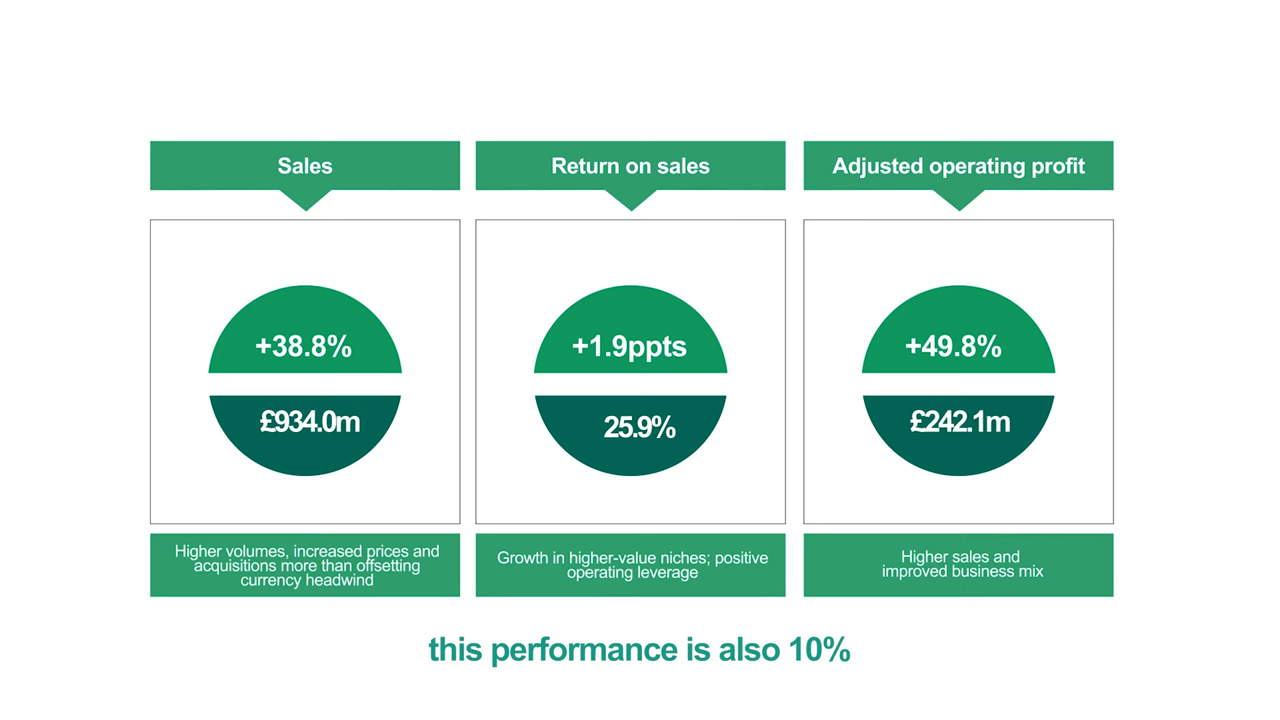 Sales
Return on sales
Adjusted operating profit
+38.8%
+1.9ppts
+49.8%
£934.0m
25.9%
£242.1m
Higher volumes, increased prices and
acquisitions more than offsetting
currency headwind
Growth in higher-value niches; positive
operating leverage
Higher sales and
improved business mix
this performance is also 10%